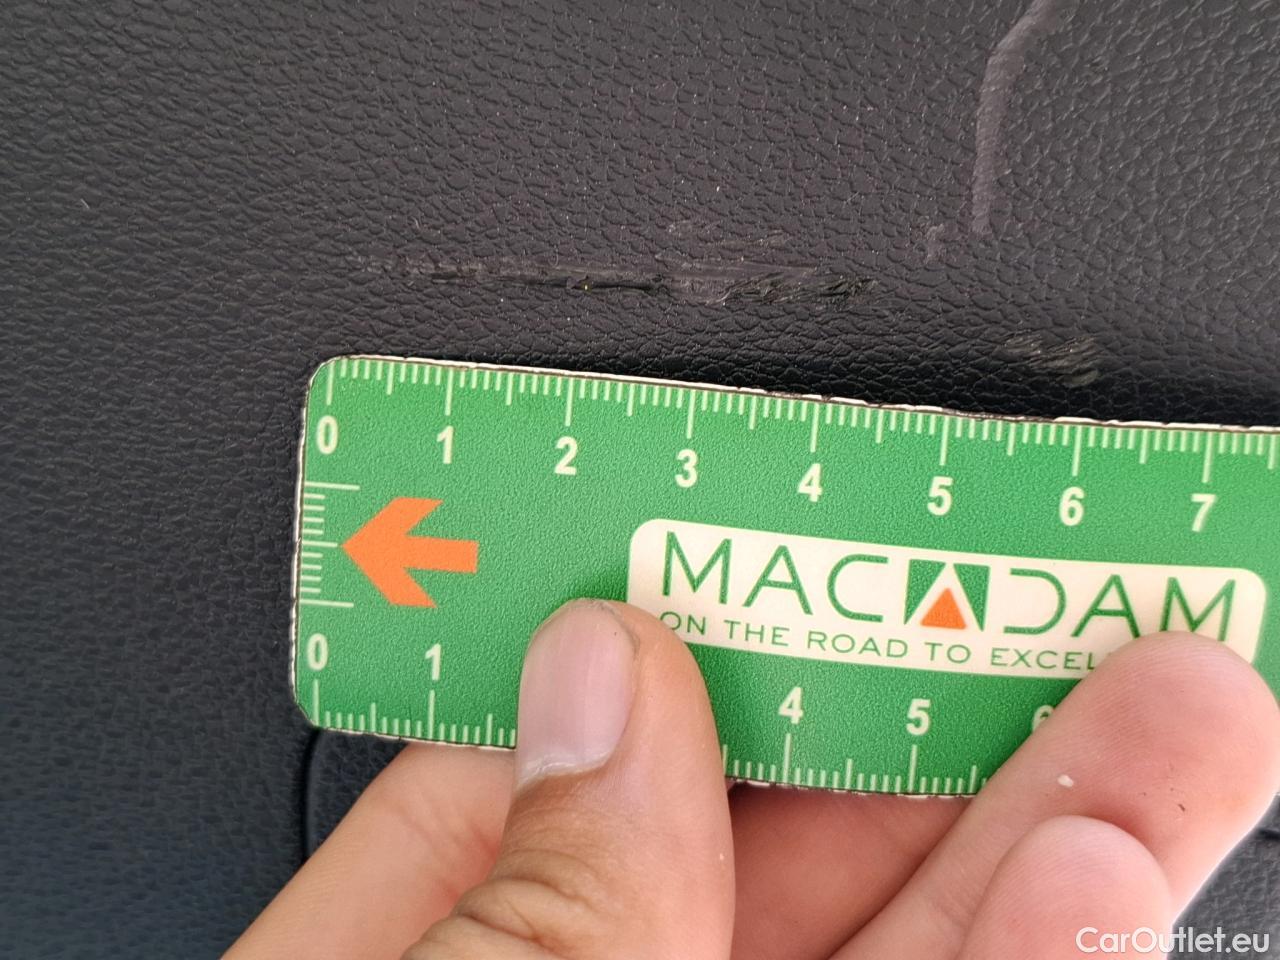 0 1 2 3 4 5 6 7
MACADAM
ON THE ROAD TO
0 1 4 5
CarOutlet.eu